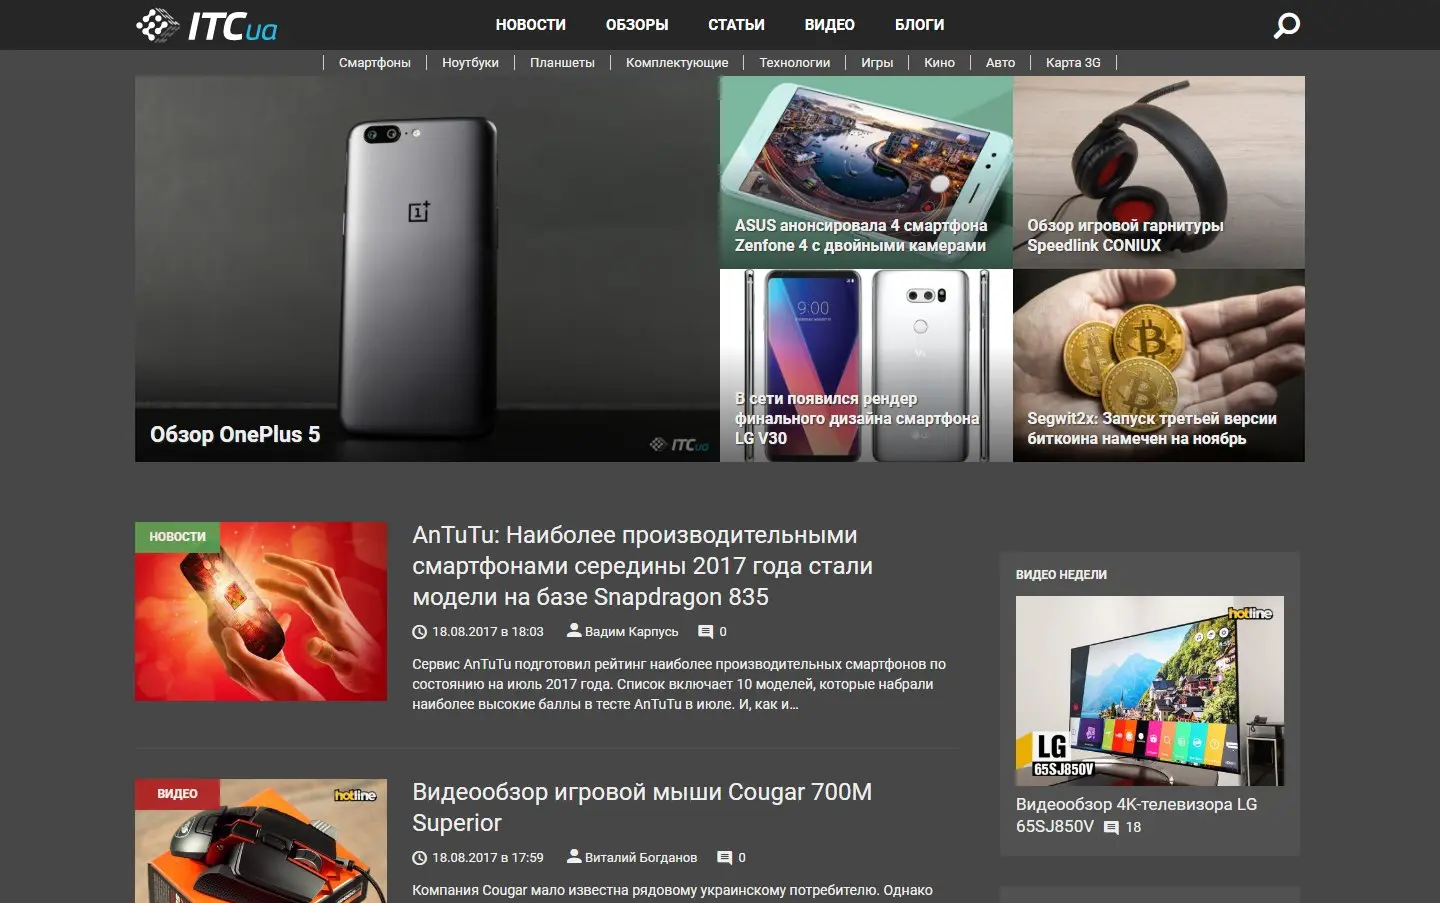 ITC ua
НОВОСТИ ОБЗОРЫ СТАТЬИ ВИДЕО БЛОГИ
Смартфоны Ноутбуки Планшеты Комплектующие Технологии Игры Кино Авто Карта 3G
Обзор OnePlus 5
ITC ua
ASUS анонсировала 4 смартфона
Zenfone 4 с двойными камерами
Обзор игровой гарнитуры
Speedlink CONIUX
9:00
В сети появился рендер
финального дизайна смартфона
LG V30
Segwit2x: Запуск третьей версии
биткоина намечен на ноябрь
НОВОСТИ
AnTuTu: Наиболее производительными
смартфонами середины 2017 года стали
модели на базе Snapdragon 835
18.08.2017 в 18:03 Вадим Карпусь 0
Сервис AnTuTu подготовил рейтинг наиболее производительных смартфонов по
состоянию на июль 2017 года. Список включает 10 моделей, которые набрали
наиболее высокие баллы в тесте AnTuTu в июле. И, как и...
ВИДЕО
hotline
Видеообзор игровой мыши Cougar 700M
Superior
18.08.2017 в 17:59 Виталий Богданов 0
Компания Cougar мало известна рядовому украинскому потребителю. Однако
ВИДЕО НЕДЕЛИ
hotline
LG
65SJ850V
Видеообзор 4К-телевизора LG
65SJ850V 18